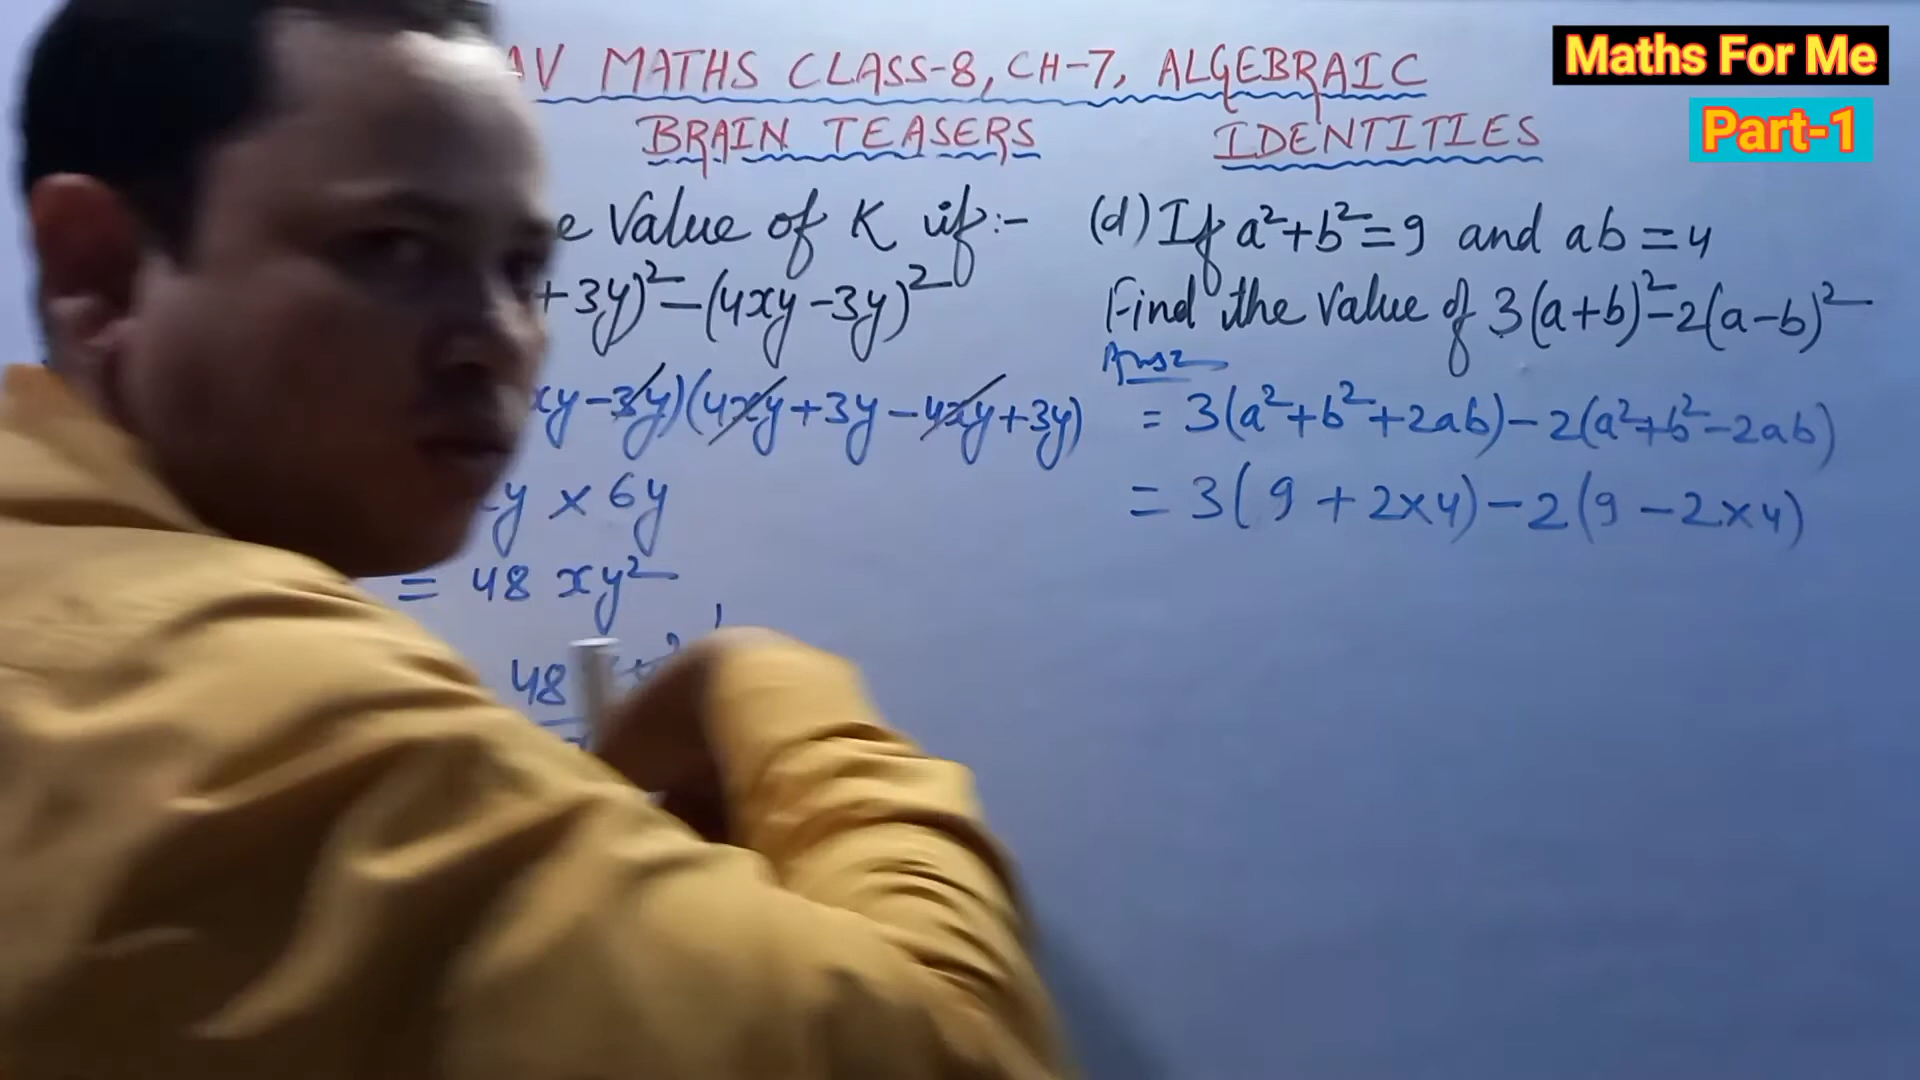 AV MATHS CLASS-8, CH-7, ALGEBRAIC
BRAIN TEASERS IDENTITIES
Maths For Me
Part-1
e Value of K if:-
+3y)²-(4xy-3y)²
xy-3y)(4xy+3y-4xy+3y)
y × 6y
= 48 xy²
48
(d) If a²+b²=9 and ab=4
Find the value of 3(a+b)²-2(a-b)²
= 3(a²+b²+2ab)-2(a²+b²-2ab)
= 3(9+2×4)-2(9-2×4)